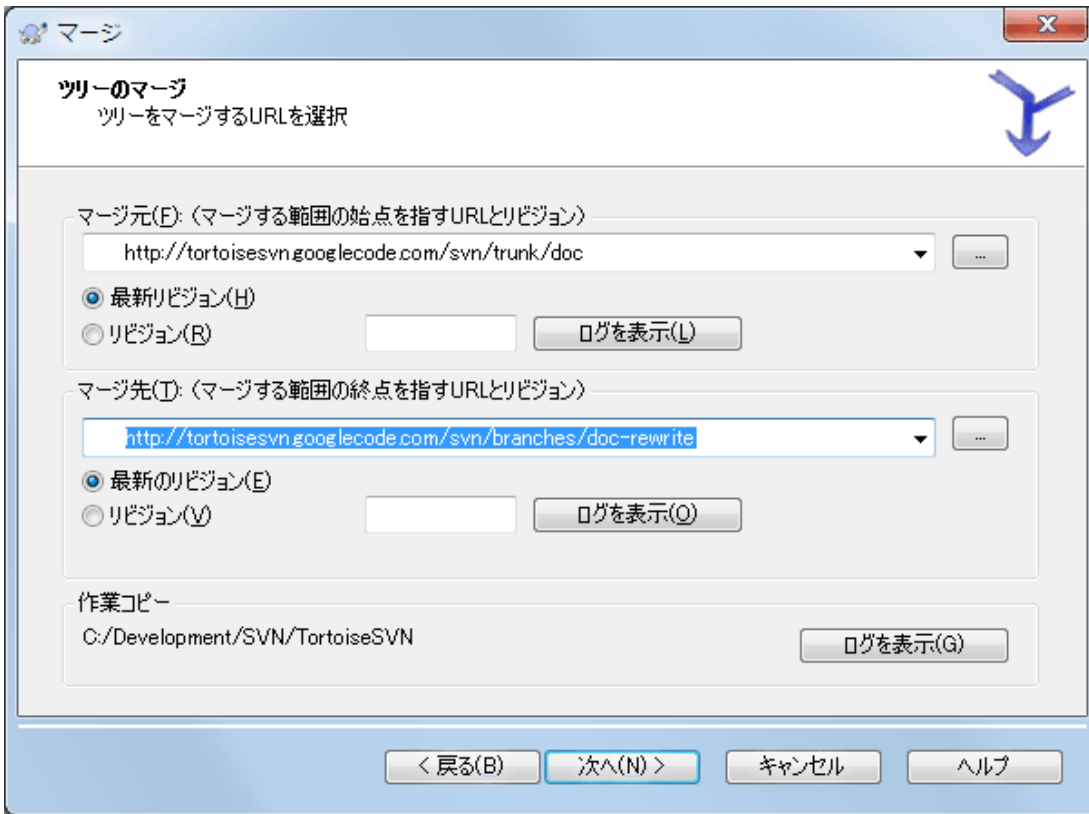 マージ
ツリーのマージ
ツリーをマージするURLを選択
マージ元(F): (マージする範囲の始点を指すURLとリビジョン)
http://tortoisesvn.googlecode.com/svn/trunk/doc
...
最新リビジョン(H)
リビジョン(R)
ログを表示(L)
マージ先(T): (マージする範囲の終点を指すURLとリビジョン)
http://tortoisesvn.googlecode.com/svn/branches/doc-rewrite
...
最新のリビジョン(E)
リビジョン(V)
ログを表示(O)
作業コピー
C:/Development/SVN/TortoiseSVN
ログを表示(G)
< 戻る(B) 次へ(N) > キャンセル ヘルプ